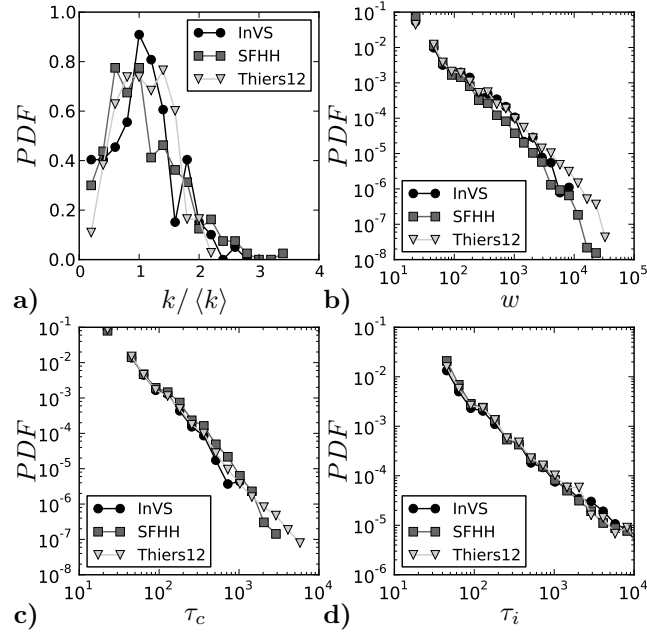 PDF
1.0
0.8
0.6
0.4
0.2
0.0
0 1 2 3 4
k/⟨k⟩
InVS
SFHH
Thiers12
a)
PDF
10^-1
10^-2
10^-3
10^-4
10^-5
10^-6
10^-7
10^-8
10^1 10^2 10^3 10^4 10^5
w
InVS
SFHH
Thiers12
b)
PDF
10^-1
10^-2
10^-3
10^-4
10^-5
10^-6
10^-7
10^-8
10^1 10^2 10^3 10^4
τ_c
InVS
SFHH
Thiers12
c)
PDF
10^-1
10^-2
10^-3
10^-4
10^-5
10^-6
10^1 10^2 10^3 10^4
τ_i
InVS
SFHH
Thiers12
d)